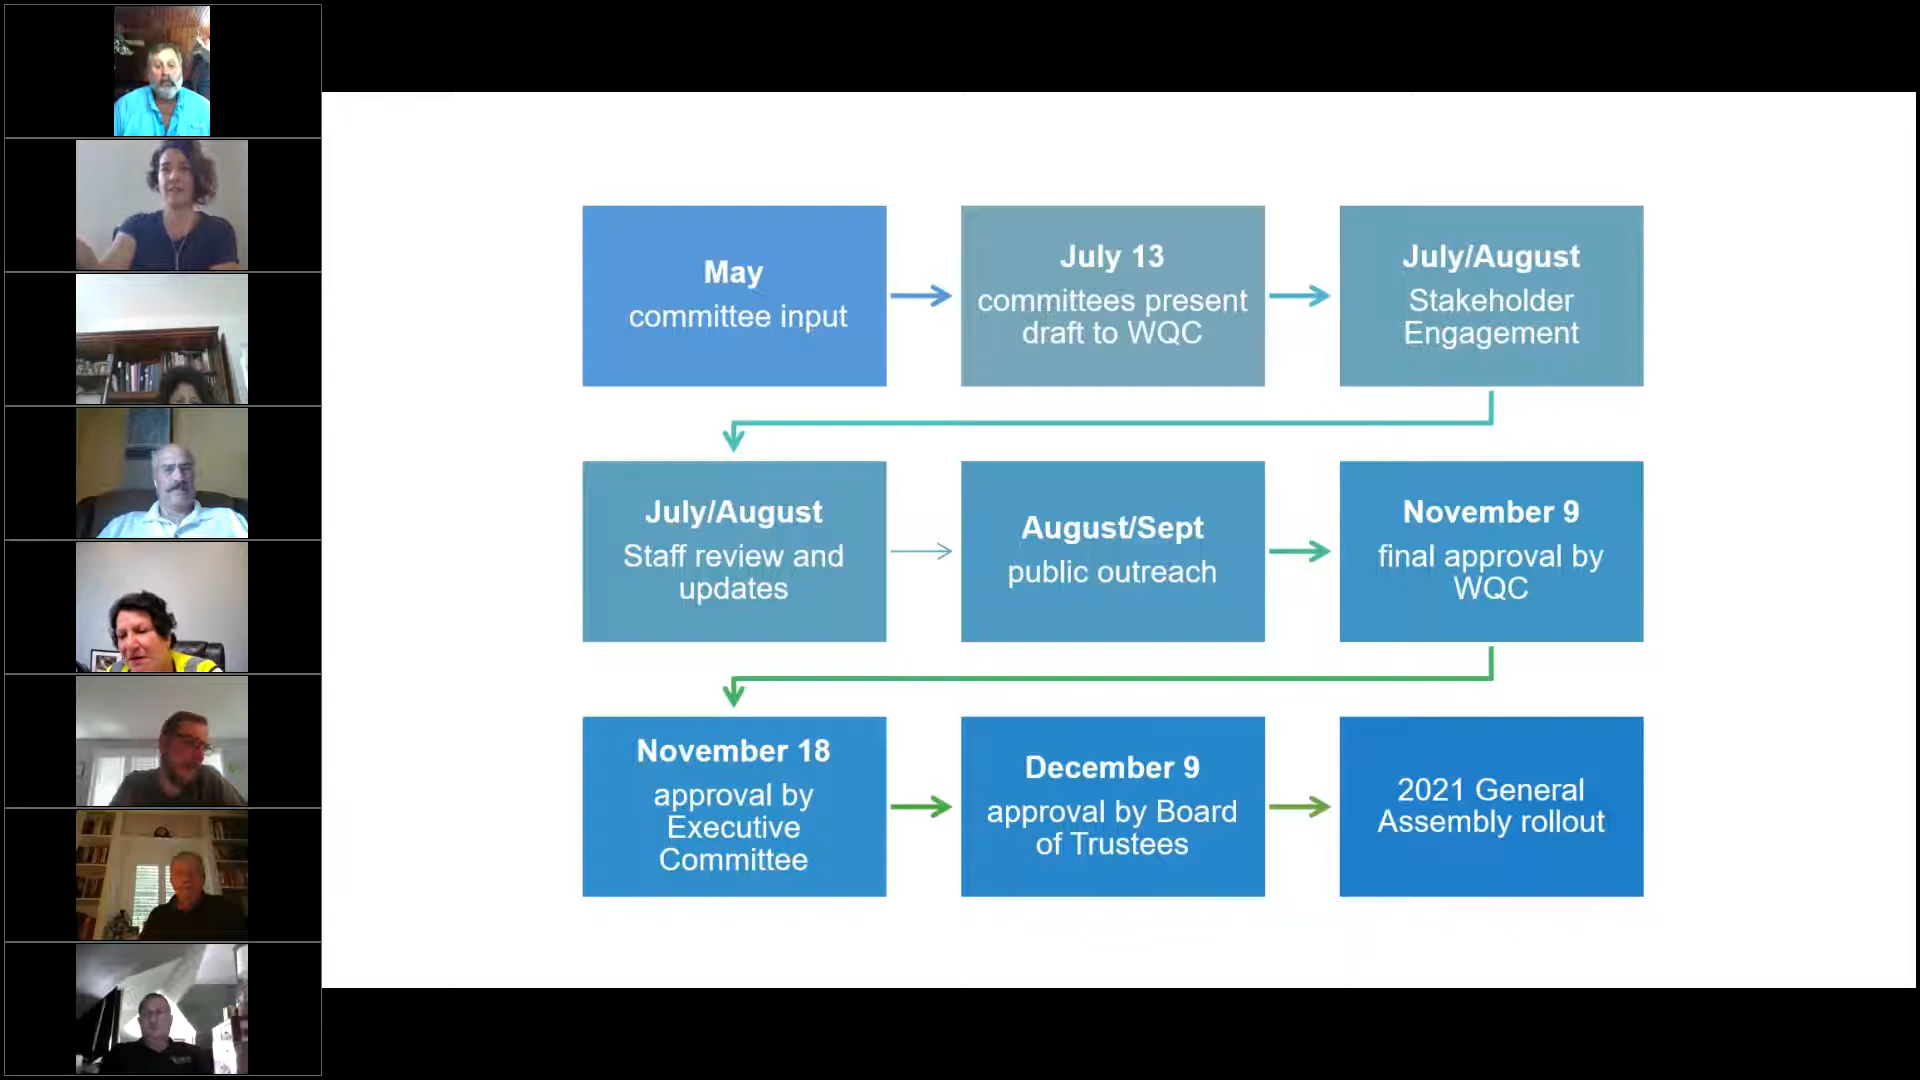 May
committee input
July 13
committees present
draft to WQC
July/August
Stakeholder
Engagement
July/August
Staff review and
updates
August/Sept
public outreach
November 9
final approval by
WQC
November 18
approval by
Executive
Committee
December 9
approval by Board
of Trustees
2021 General
Assembly rollout